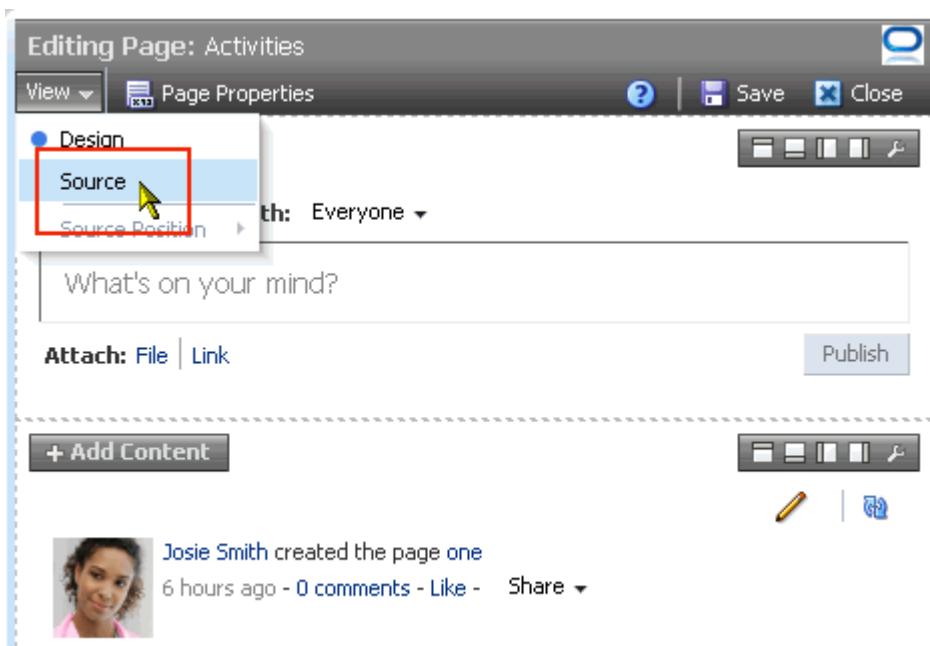 Editing Page: Activities
View Page Properties Save Close
Design
Source
th: Everyone
Source Position
What's on your mind?
Attach: File Link Publish
+ Add Content
Josie Smith created the page one
6 hours ago - 0 comments - Like - Share